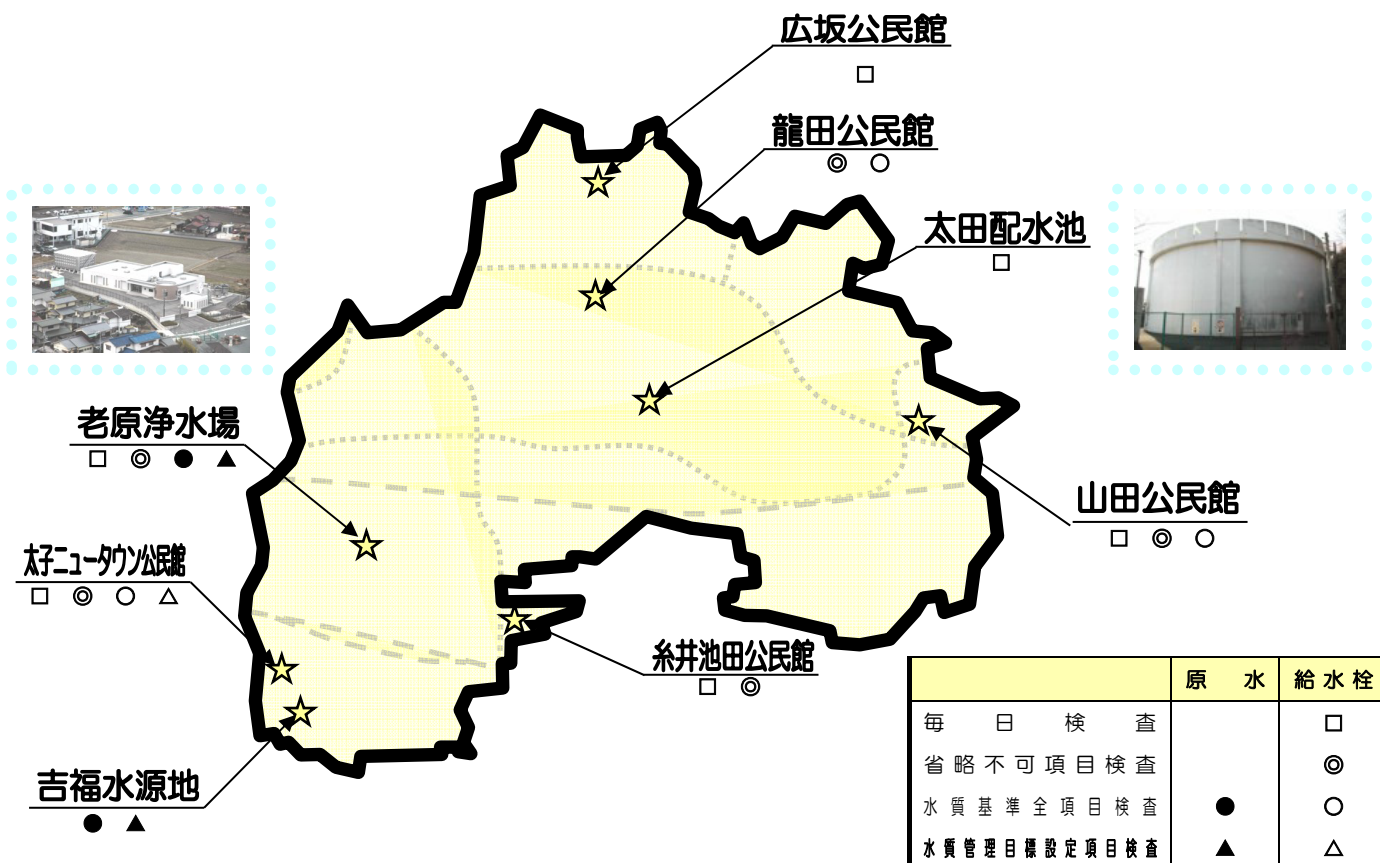 広坂公民館
□
龍田公民館
◎ ○
太田配水池
□
老原浄水場
□ ◎ ● ▲
山田公民館
□ ◎ ○
太子ニュータウン公民館
□ ◎ ○ △
糸井池田公民館
□ ◎
吉福水源地
● ▲
原 水 給水栓
毎日検査 □
省略不可項目検査 ◎
水質基準全項目検査 ● ○
水質管理目標設定項目検査 ▲ △